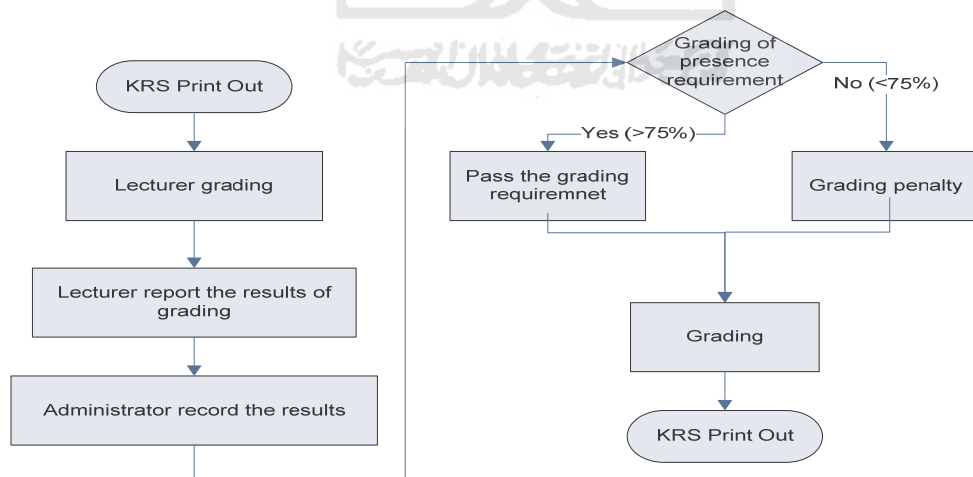 KRS Print Out
Lecturer grading
Lecturer report the results of
grading
Administrator record the results
Grading of
presence
requirement
No (<75%)
Yes (>75%)
Pass the grading
requiremnet
Grading penalty
Grading
KRS Print Out